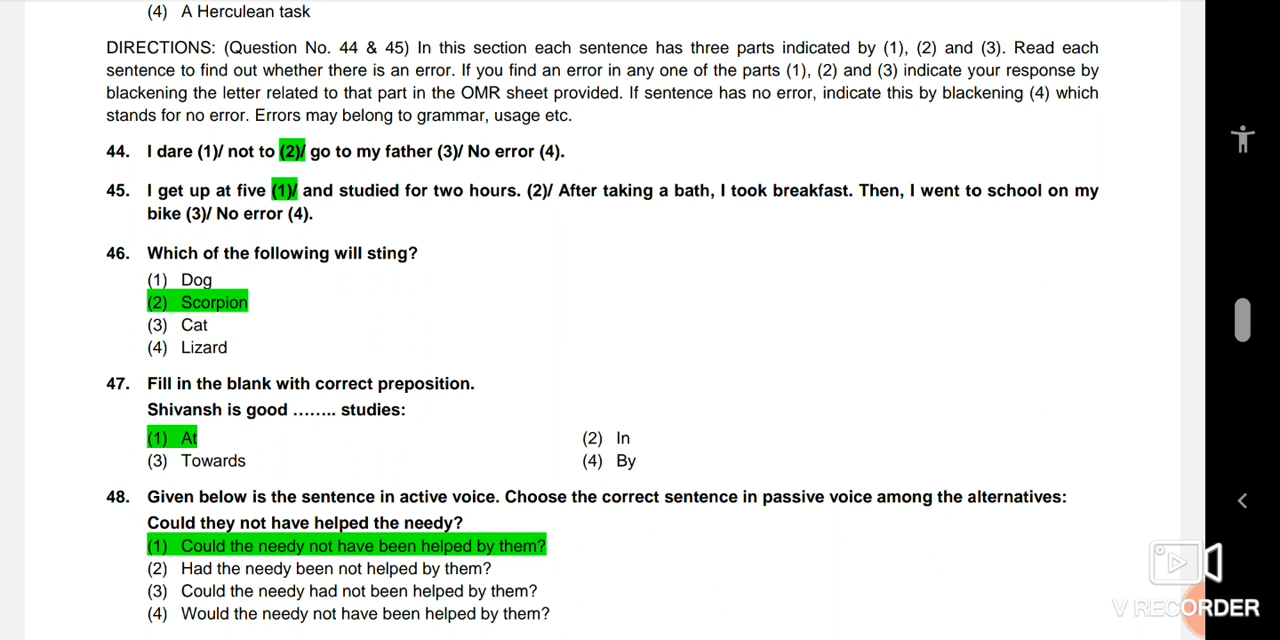 (4) A Herculean task
DIRECTIONS: (Question No. 44 & 45) In this section each sentence has three parts indicated by (1), (2) and (3). Read each
sentence to find out whether there is an error. If you find an error in any one of the parts (1), (2) and (3) indicate your response by
blackening the letter related to that part in the OMR sheet provided. If sentence has no error, indicate this by blackening (4) which
stands for no error. Errors may belong to grammar, usage etc.
44. I dare (1)/ not to (2)/ go to my father (3)/ No error (4).
45. I get up at five (1)/ and studied for two hours. (2)/ After taking a bath, I took breakfast. Then, I went to school on my
bike (3)/ No error (4).
46. Which of the following will sting?
(1) Dog
(2) Scorpion
(3) Cat
(4) Lizard
47. Fill in the blank with correct preposition.
Shivansh is good …….. studies:
(1) At (2) In
(3) Towards (4) By
48. Given below is the sentence in active voice. Choose the correct sentence in passive voice among the alternatives:
Could they not have helped the needy?
(1) Could the needy not have been helped by them?
(2) Had the needy been not helped by them?
(3) Could the needy had not been helped by them?
(4) Would the needy not have been helped by them?
V RECORDER